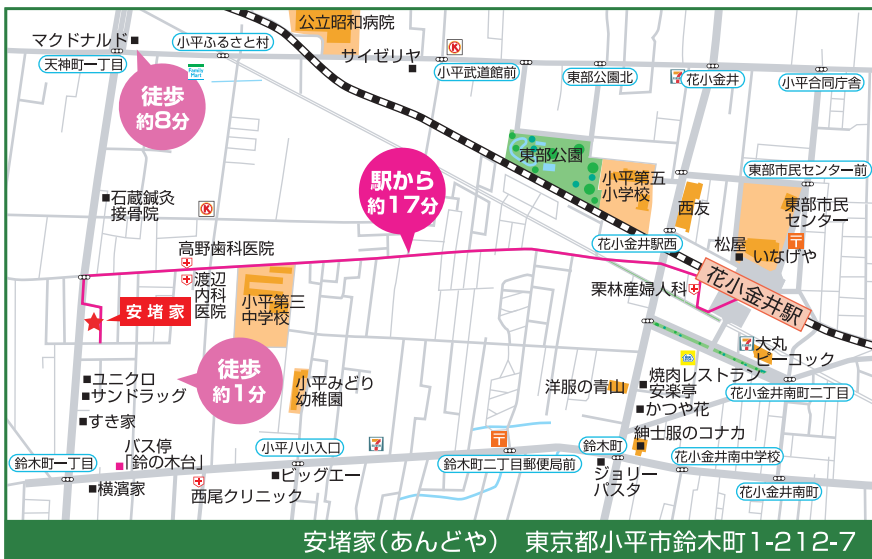 公立昭和病院
マクドナルド
小平ふるさと村
サイゼリヤ
天神町一丁目
Family
Mart
小平武道館前
東部公園北
花小金井
小平合同庁舎
徒歩
約8分
東部公園
小平第五
小学校
東部市民センター前
駅から
約17分
石蔵鍼灸
接骨院
西友
東部市民
センター
花小金井駅西
松屋
いなげや
高野歯科医院
渡辺
内科
医院
小平第三
中学校
栗林産婦人科
花小金井駅
安堵家
大丸
ピーコック
徒歩
約1分
ユニクロ
サンドラッグ
すき家
小平みどり
幼稚園
洋服の青山
焼肉レストラン
安楽亭
かつや花
花小金井南町二丁目
バス停
「鈴の木台」
小平八小入口
鈴木町
紳士服のコナカ
鈴木町一丁目
ビッグエー
鈴木町二丁目郵便局前
ジョリー
パスタ
花小金井南中学校
横濱家
西尾クリニック
花小金井南町
安堵家(あんどや) 東京都小平市鈴木町1-212-7